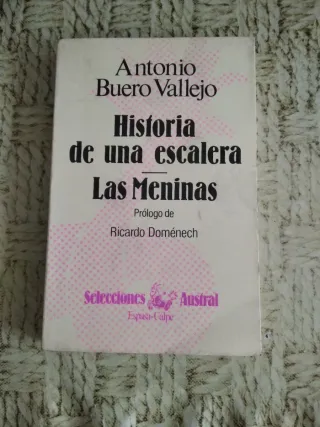 Antonio
Buero Vallejo
Historia
de una escalera
Las Meninas
Prólogo de
Ricardo Doménech
Selecciones Austral
Espasa-Calpe